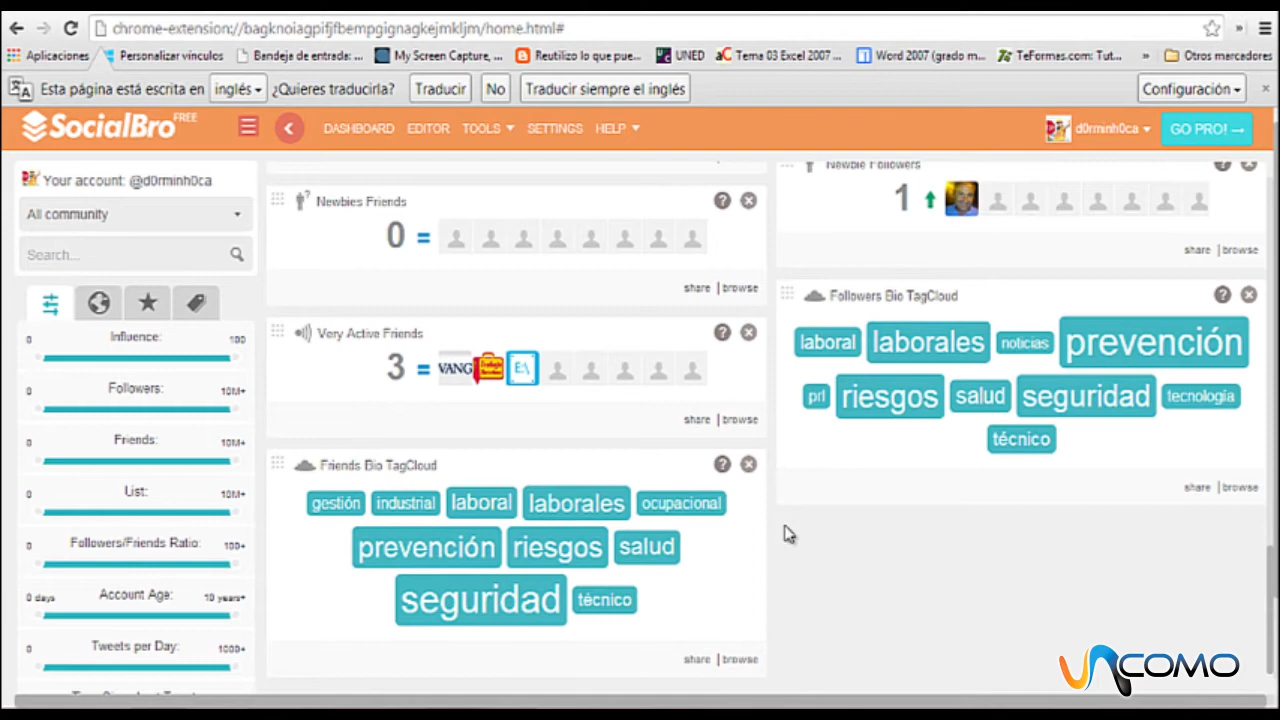 chrome-extension://bagknoiagpifjfbempgignagkejmkljm/home.html#
Aplicaciones Personalizar vínculos Bandeja de entrada: ... My Screen Capture, ... Reutilizo lo que pue... UNED Tema 03 Excel 2007 ... Word 2007 (grado m... TeFormas.com: Tut... » Otros marcadores
Esta página está escrita en inglés ¿Quieres traducirla? Traducir No Traducir siempre el inglés Configuración ×
SocialBro FREE DASHBOARD EDITOR TOOLS SETTINGS HELP d0rminh0ca GO PRO! →
Your account: @d0rminh0ca
All community
Search...
Influence:
0 100
Followers:
0 10M+
Friends:
0 10M+
List:
0 10M+
Followers/Friends Ratio:
0 100+
Account Age:
0 days 10 years+
Tweets per Day:
0 1000+
Newbies Friends
0 =
share | browse
Very Active Friends
3 = VANG E:\
share | browse
Friends Bio TagCloud
gestión industrial laboral laborales ocupacional
prevención riesgos salud
seguridad técnico
share | browse
Newbie Followers
1
share | browse
Followers Bio TagCloud
laboral laborales noticias prevención
prl riesgos salud seguridad tecnología
técnico
share | browse
UNCOMO